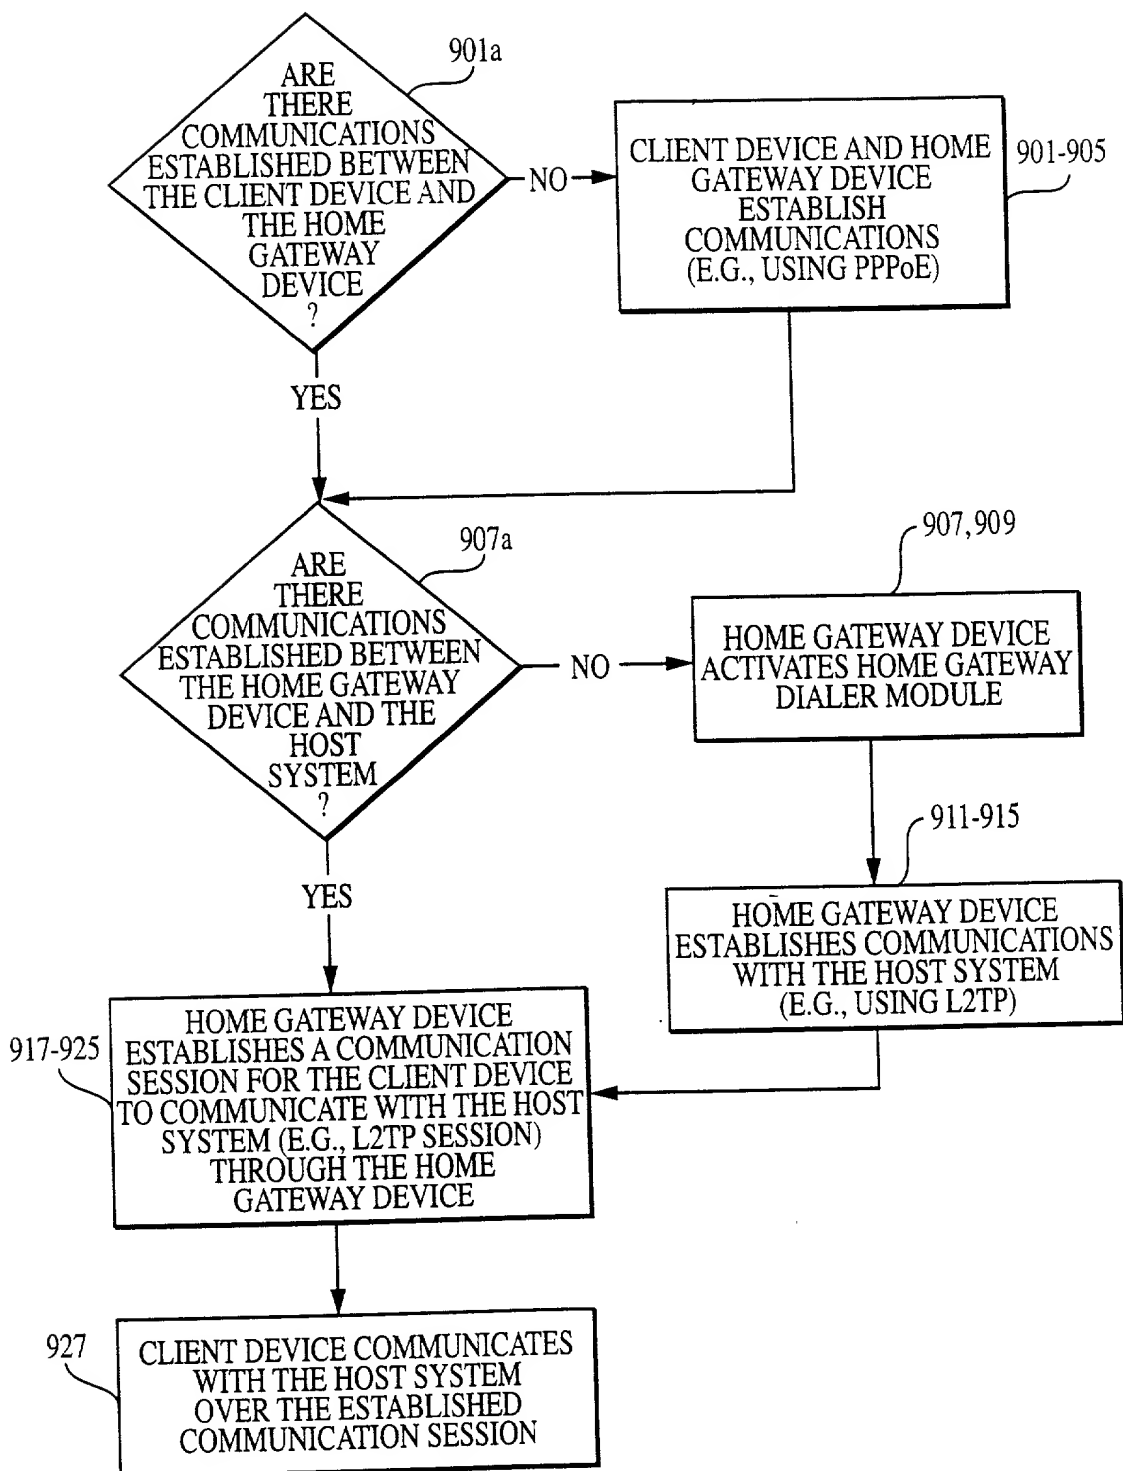 901a
ARE
THERE
COMMUNICATIONS
ESTABLISHED BETWEEN
THE CLIENT DEVICE AND
THE HOME
GATEWAY
DEVICE
?
NO
CLIENT DEVICE AND HOME
GATEWAY DEVICE
ESTABLISH
COMMUNICATIONS
(E.G., USING PPPoE)
901-905
YES
907a
ARE
THERE
COMMUNICATIONS
ESTABLISHED BETWEEN
THE HOME GATEWAY
DEVICE AND THE
HOST
SYSTEM
?
NO
907,909
HOME GATEWAY DEVICE
ACTIVATES HOME GATEWAY
DIALER MODULE
911-915
HOME GATEWAY DEVICE
ESTABLISHES COMMUNICATIONS
WITH THE HOST SYSTEM
(E.G., USING L2TP)
YES
917-925
HOME GATEWAY DEVICE
ESTABLISHES A COMMUNICATION
SESSION FOR THE CLIENT DEVICE
TO COMMUNICATE WITH THE HOST
SYSTEM (E.G., L2TP SESSION)
THROUGH THE HOME
GATEWAY DEVICE
927
CLIENT DEVICE COMMUNICATES
WITH THE HOST SYSTEM
OVER THE ESTABLISHED
COMMUNICATION SESSION